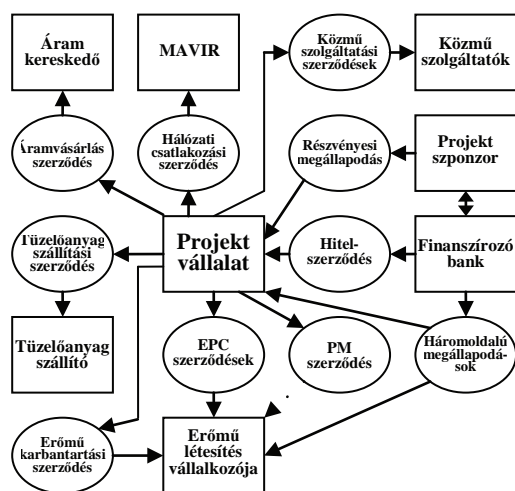 Áram
kereskedő
MAVIR
Közmű
szolgáltatási
szerződések
Közmű
szolgáltatók
Áramvásárlás
szerződés
Hálózati
csatlakozási
szerződés
Részvényesi
megállapodás
Projekt
szponzor
Tüzelőanyag
szállítási
szerződés
Projekt
vállalat
Hitel-
szerződés
Finanszírozó
bank
Tüzelőanyag
szállító
EPC
szerződések
PM
szerződés
Háromoldalú
megállapodá-
sok
Erőmű
karbantartási
szerződés
Erőmű
létesítés
vállalkozója